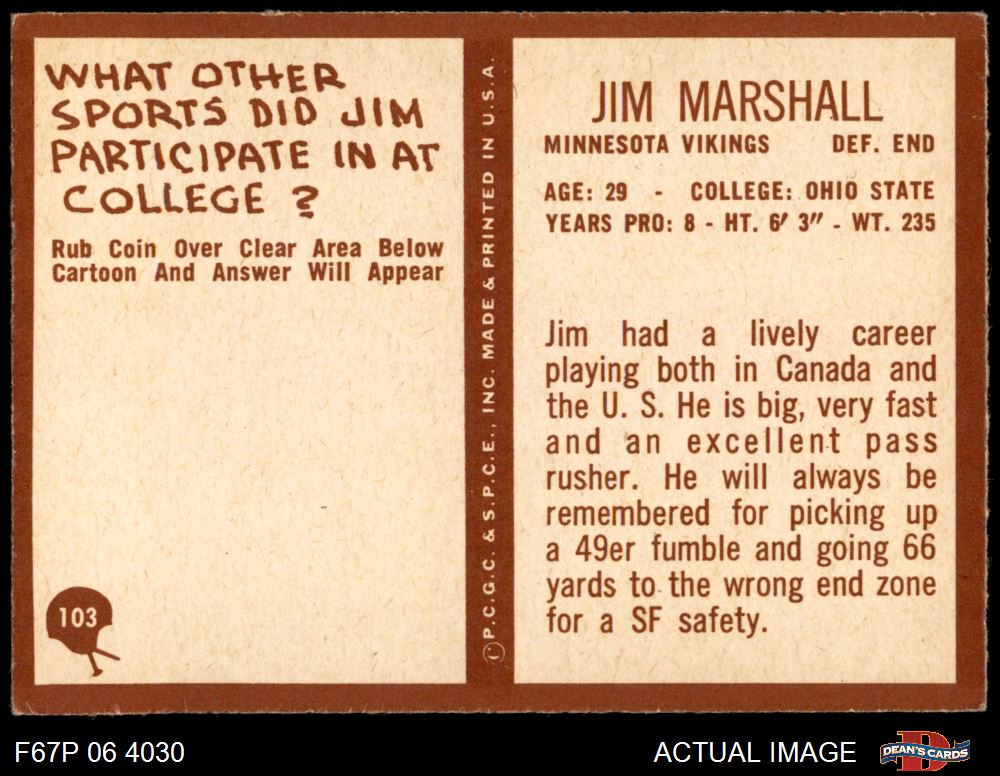 WHAT OTHER
SPORTS DID JIM
PARTICIPATE IN AT
COLLEGE ?
Rub Coin Over Clear Area Below
Cartoon And Answer Will Appear
103
©P.C.G.C. & S.P.C.E., INC. MADE & PRINTED IN U.S.A.
JIM MARSHALL
MINNESOTA VIKINGS DEF. END
AGE: 29 - COLLEGE: OHIO STATE
YEARS PRO: 8 - HT. 6' 3" - WT. 235
Jim had a lively career
playing both in Canada and
the U. S. He is big, very fast
and an excellent pass
rusher. He will always be
remembered for picking up
a 49er fumble and going 66
yards to the wrong end zone
for a SF safety.
F67P 06 4030
ACTUAL IMAGE
D
DEAN'S CARDS